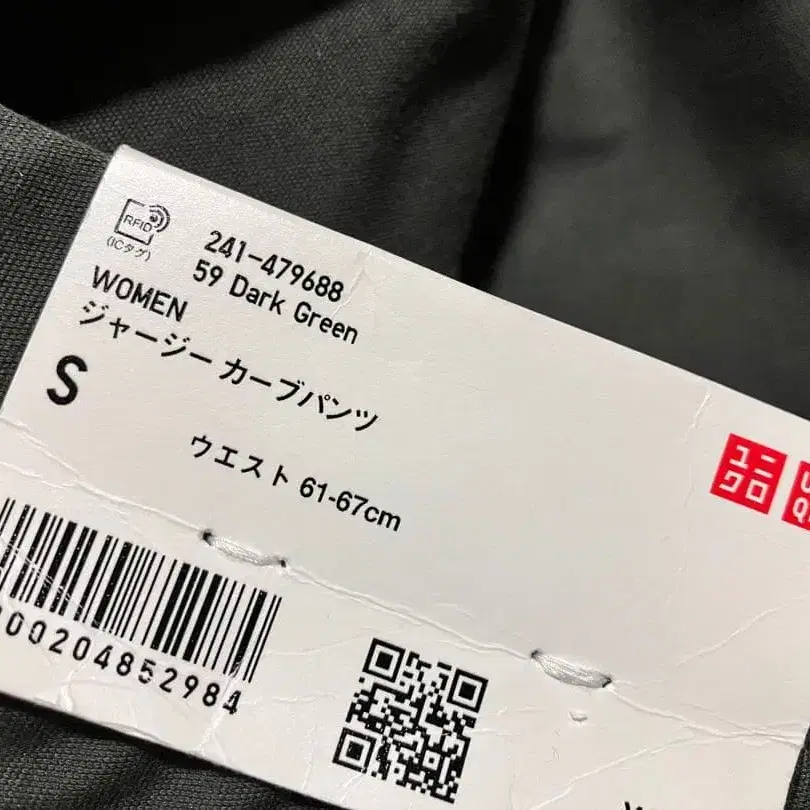 RFID
(ICタグ)
241-479688
59 Dark Green
WOMEN
ジャージー カーブパンツ
S
ウエスト 61-67cm
ユニ
クロ
00204852984